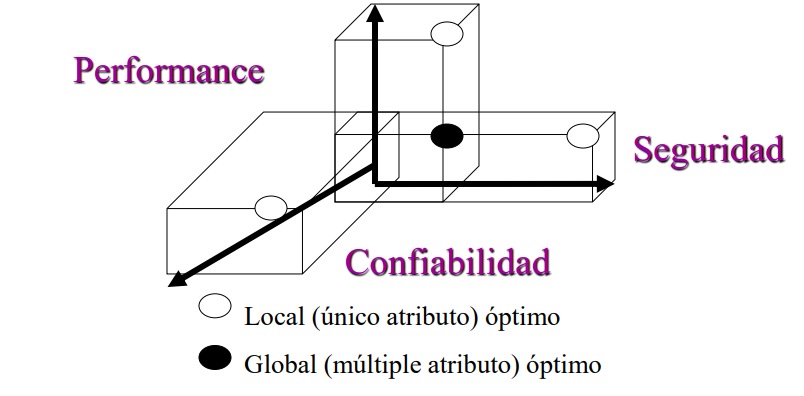 Performance
Seguridad
Confiabilidad
Local (único atributo) óptimo
Global (múltiple atributo) óptimo